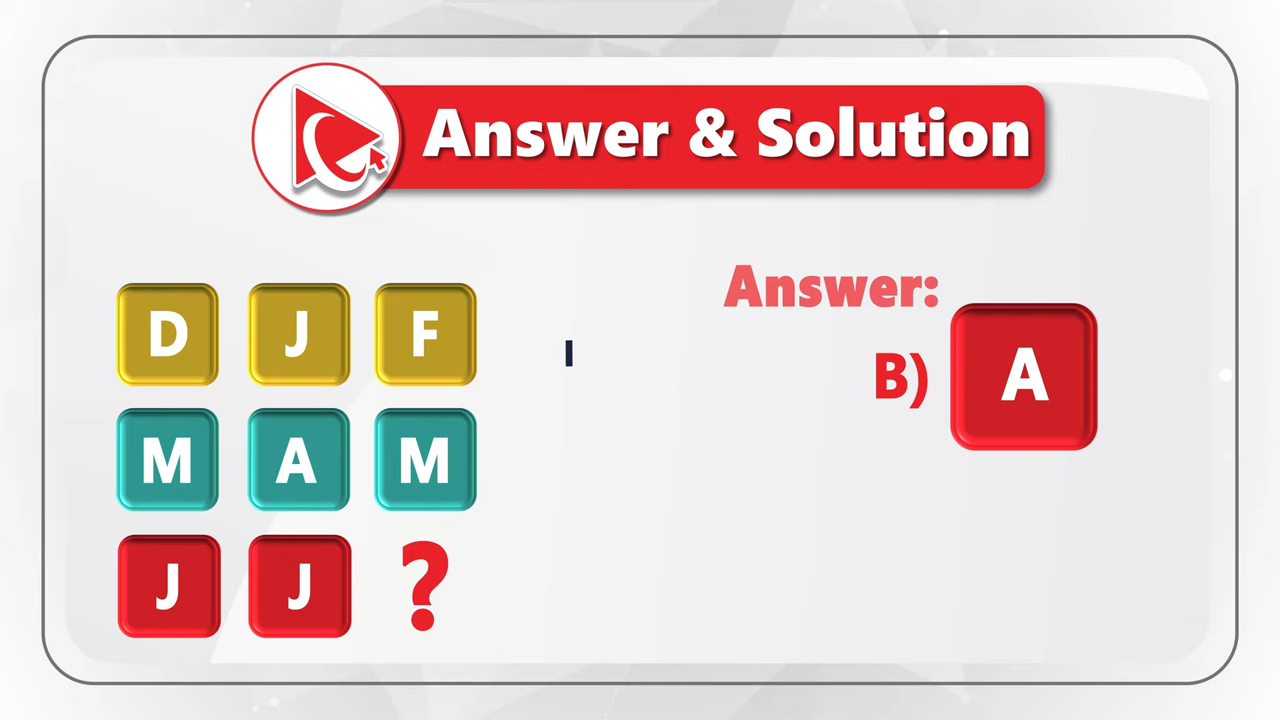 Answer & Solution
Answer:
B) A
D J F
I
M A M
J J ?